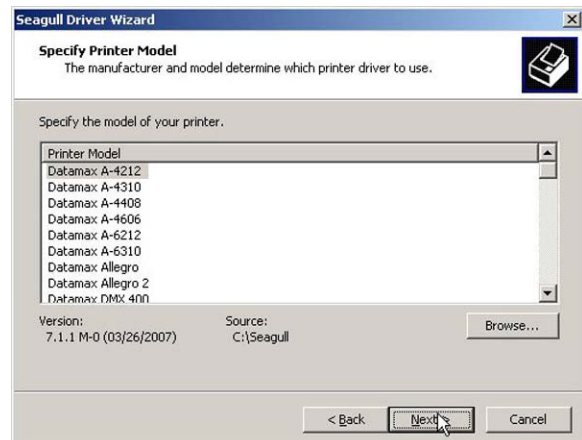 Seagull Driver Wizard
Specify Printer Model
The manufacturer and model determine which printer driver to use.
Specify the model of your printer.
Printer Model
Datamax A-4212
Datamax A-4310
Datamax A-4408
Datamax A-4606
Datamax A-6212
Datamax A-6310
Datamax Allegro
Datamax Allegro 2
Datamax DMX 400
Version: Source:
7.1.1 M-0 (03/26/2007) C:\Seagull
Browse...
< Back Next > Cancel